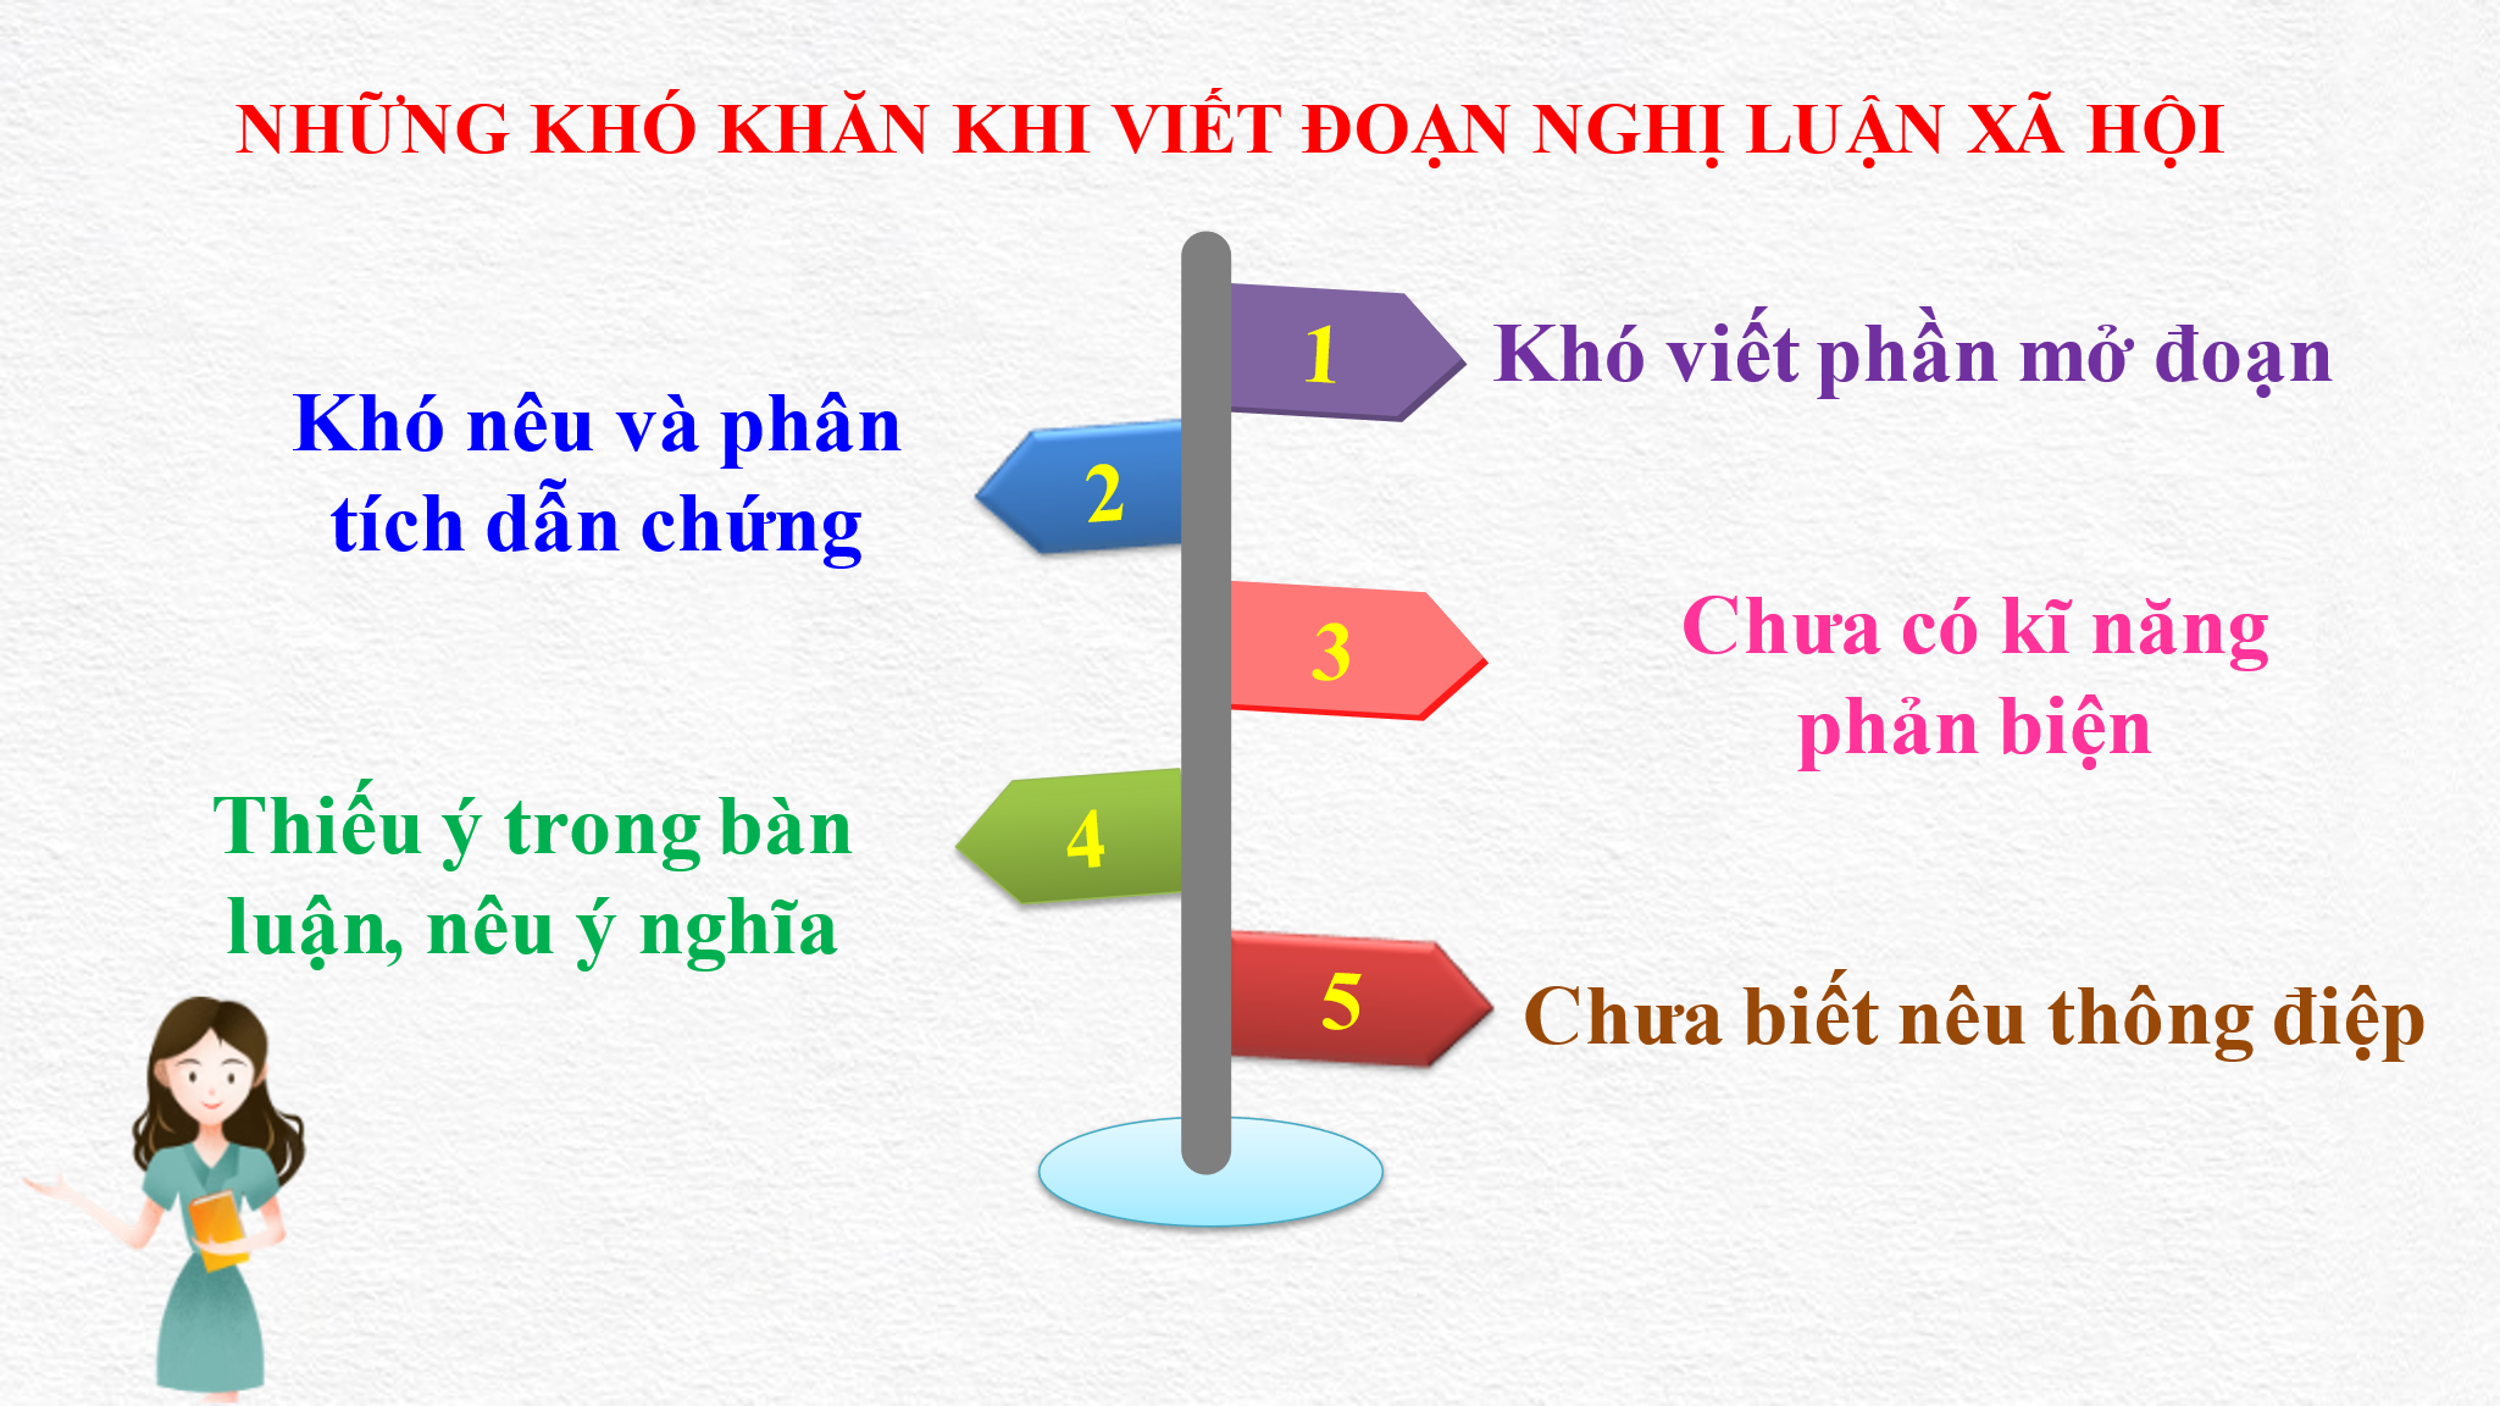 NHỮNG KHÓ KHĂN KHI VIẾT ĐOẠN NGHỊ LUẬN XÃ HỘI
1
Khó viết phần mở đoạn
2
Khó nêu và phân
tích dẫn chứng
3
Chưa có kĩ năng
phản biện
4
Thiếu ý trong bàn
luận, nêu ý nghĩa
5
Chưa biết nêu thông điệp